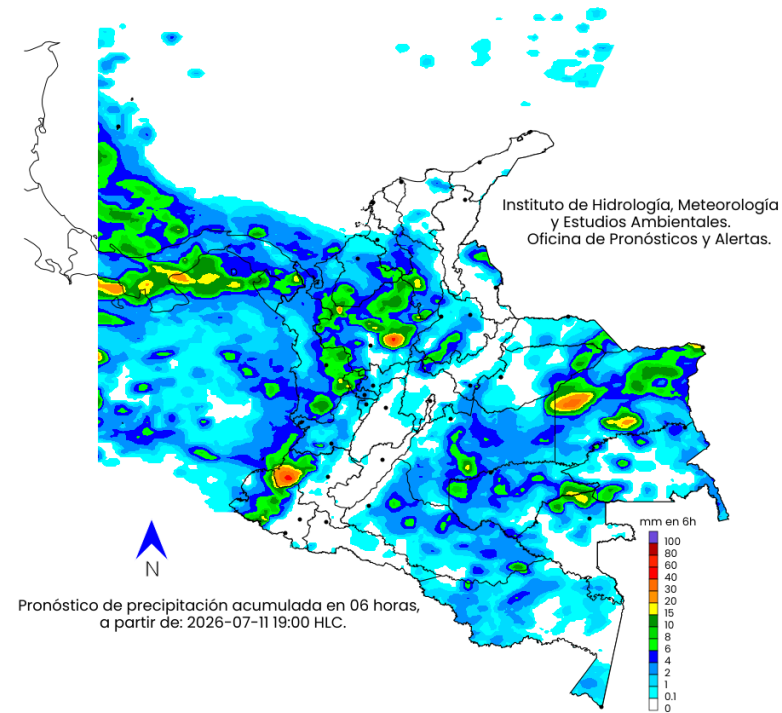 Instituto de Hidrología, Meteorología
y Estudios Ambientales.
Oficina de Pronósticos y Alertas.
mm en 6h
100
80
60
40
30
20
15
10
8
6
4
2
1
0.1
0
N
Pronóstico de precipitación acumulada en 06 horas,
a partir de: 2026-07-11 19:00 HLC.